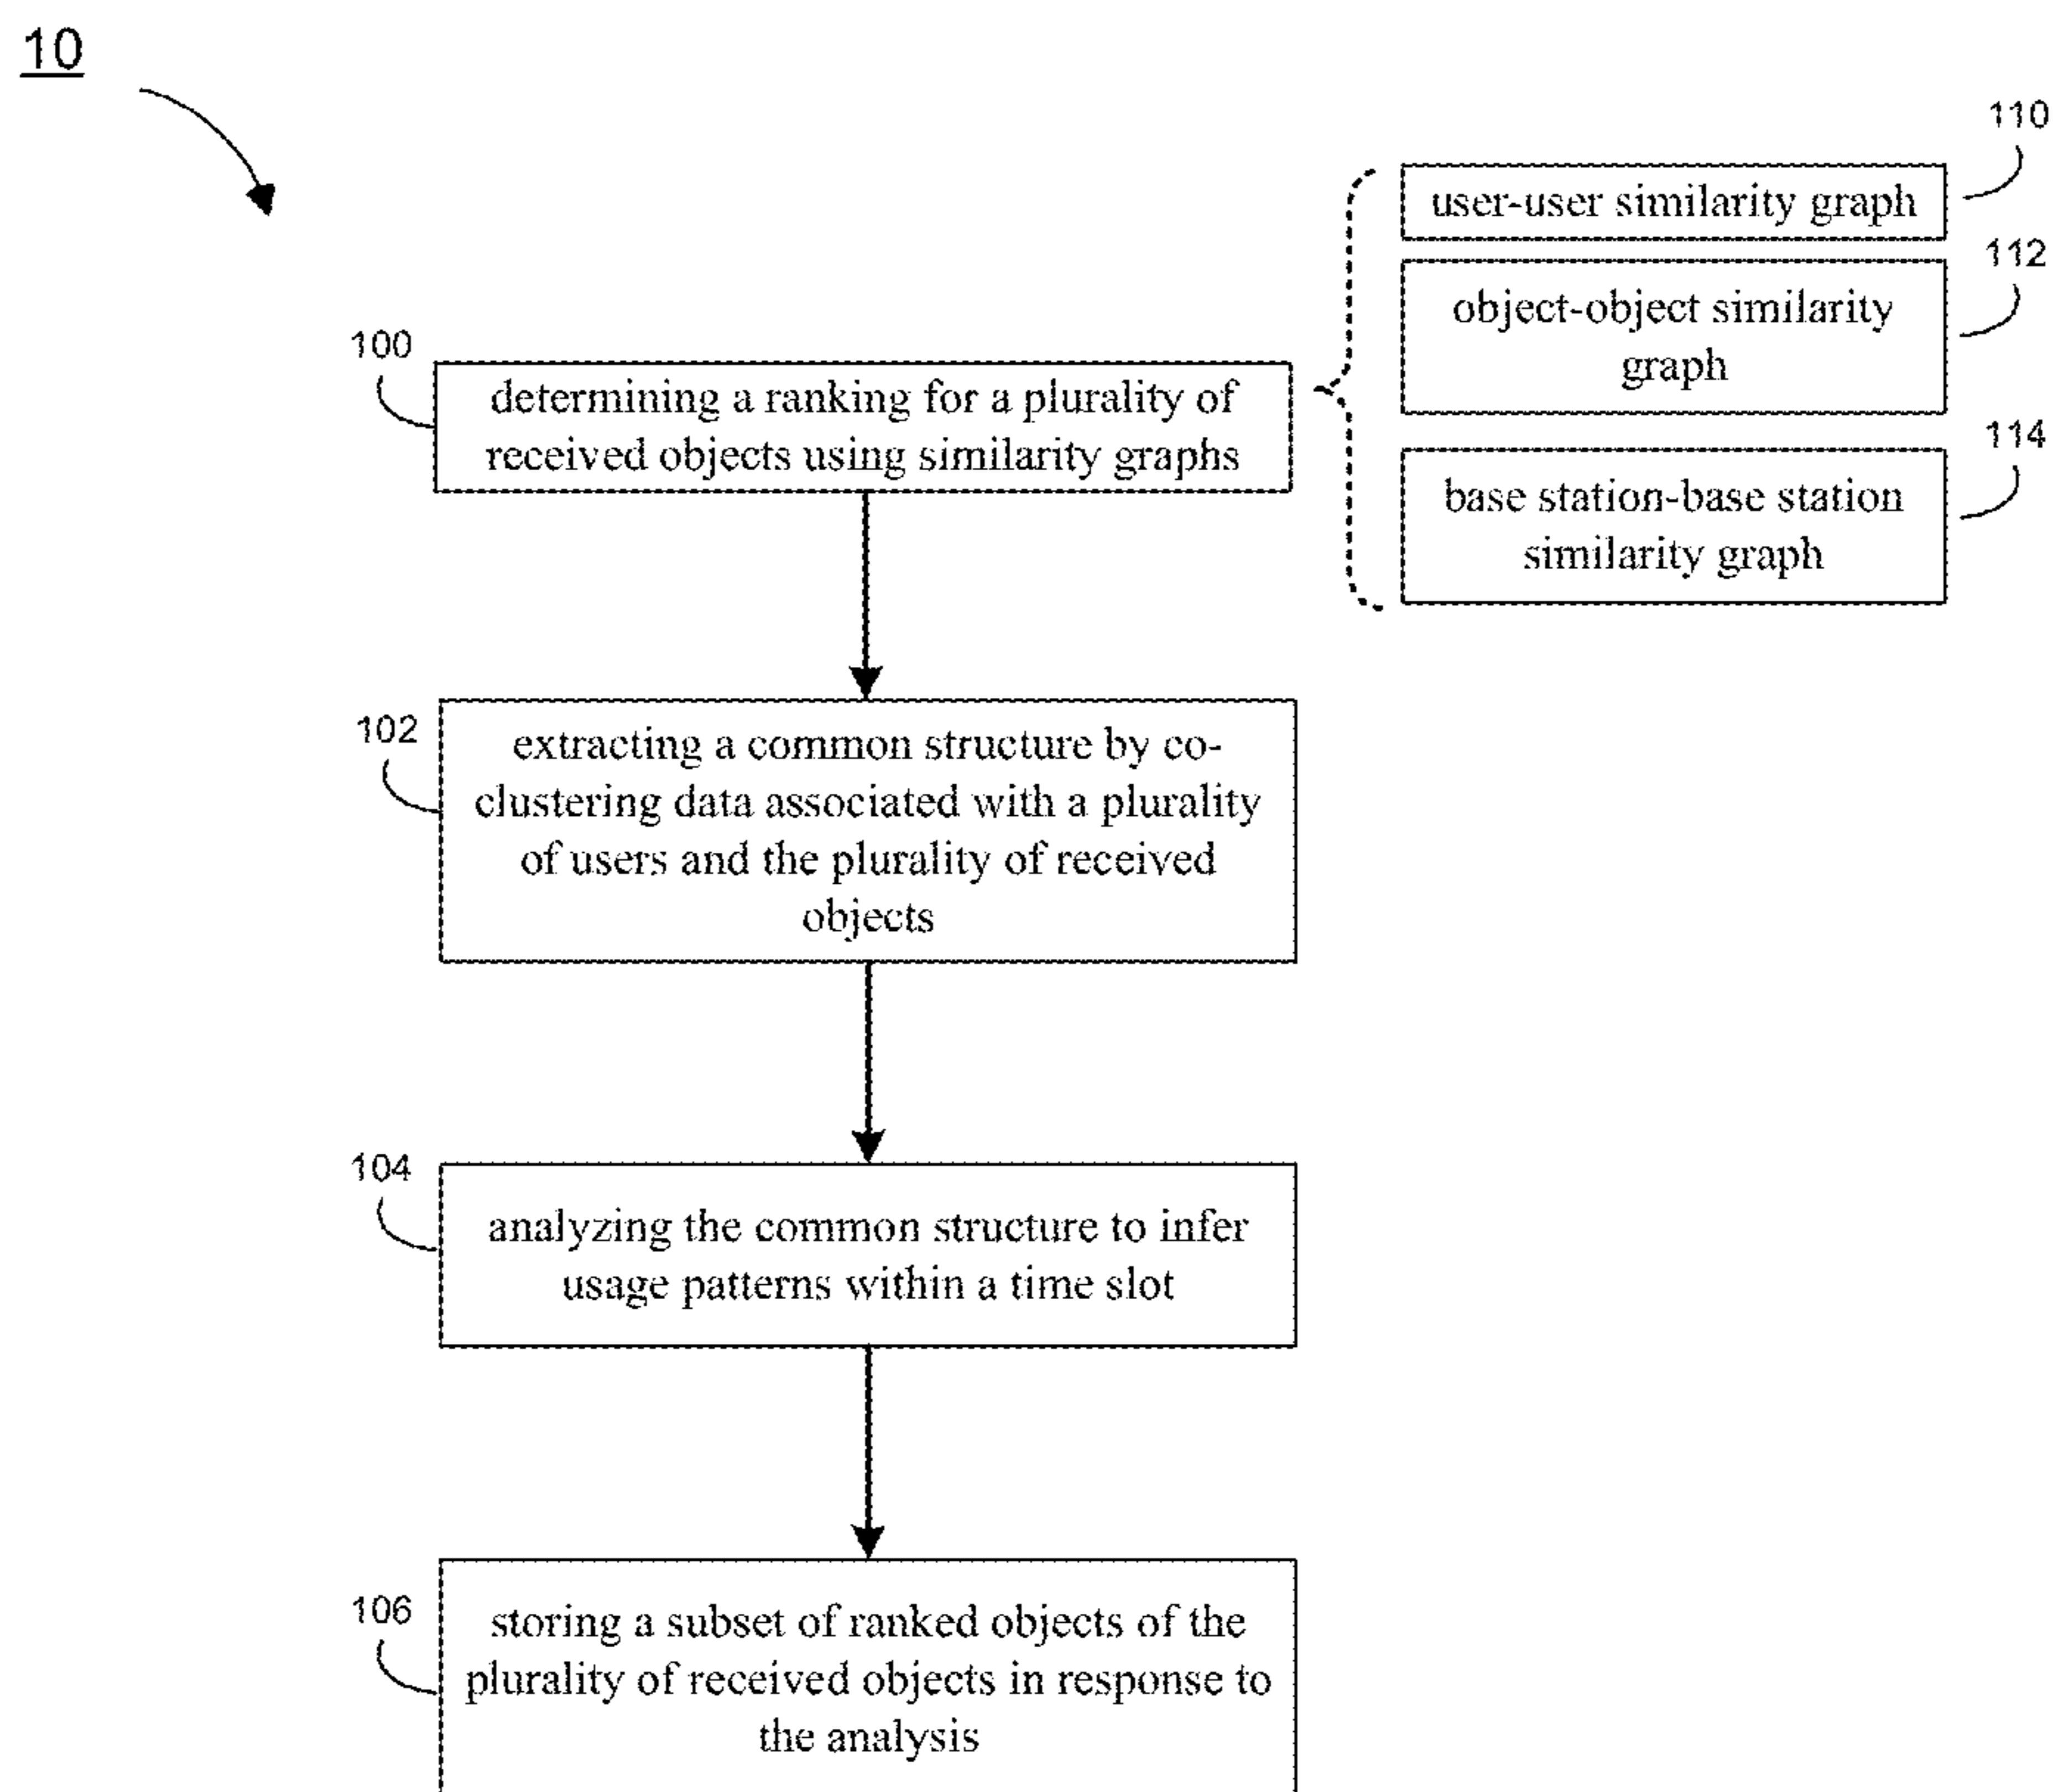 10
110
user-user similarity graph
112
object-object similarity
graph
100
determining a ranking for a plurality of
received objects using similarity graphs
114
base station-base station
similarity graph
102
extracting a common structure by co-
clustering data associated with a plurality
of users and the plurality of received
objects
104
analyzing the common structure to infer
usage patterns within a time slot
106
storing a subset of ranked objects of the
plurality of received objects in response to
the analysis